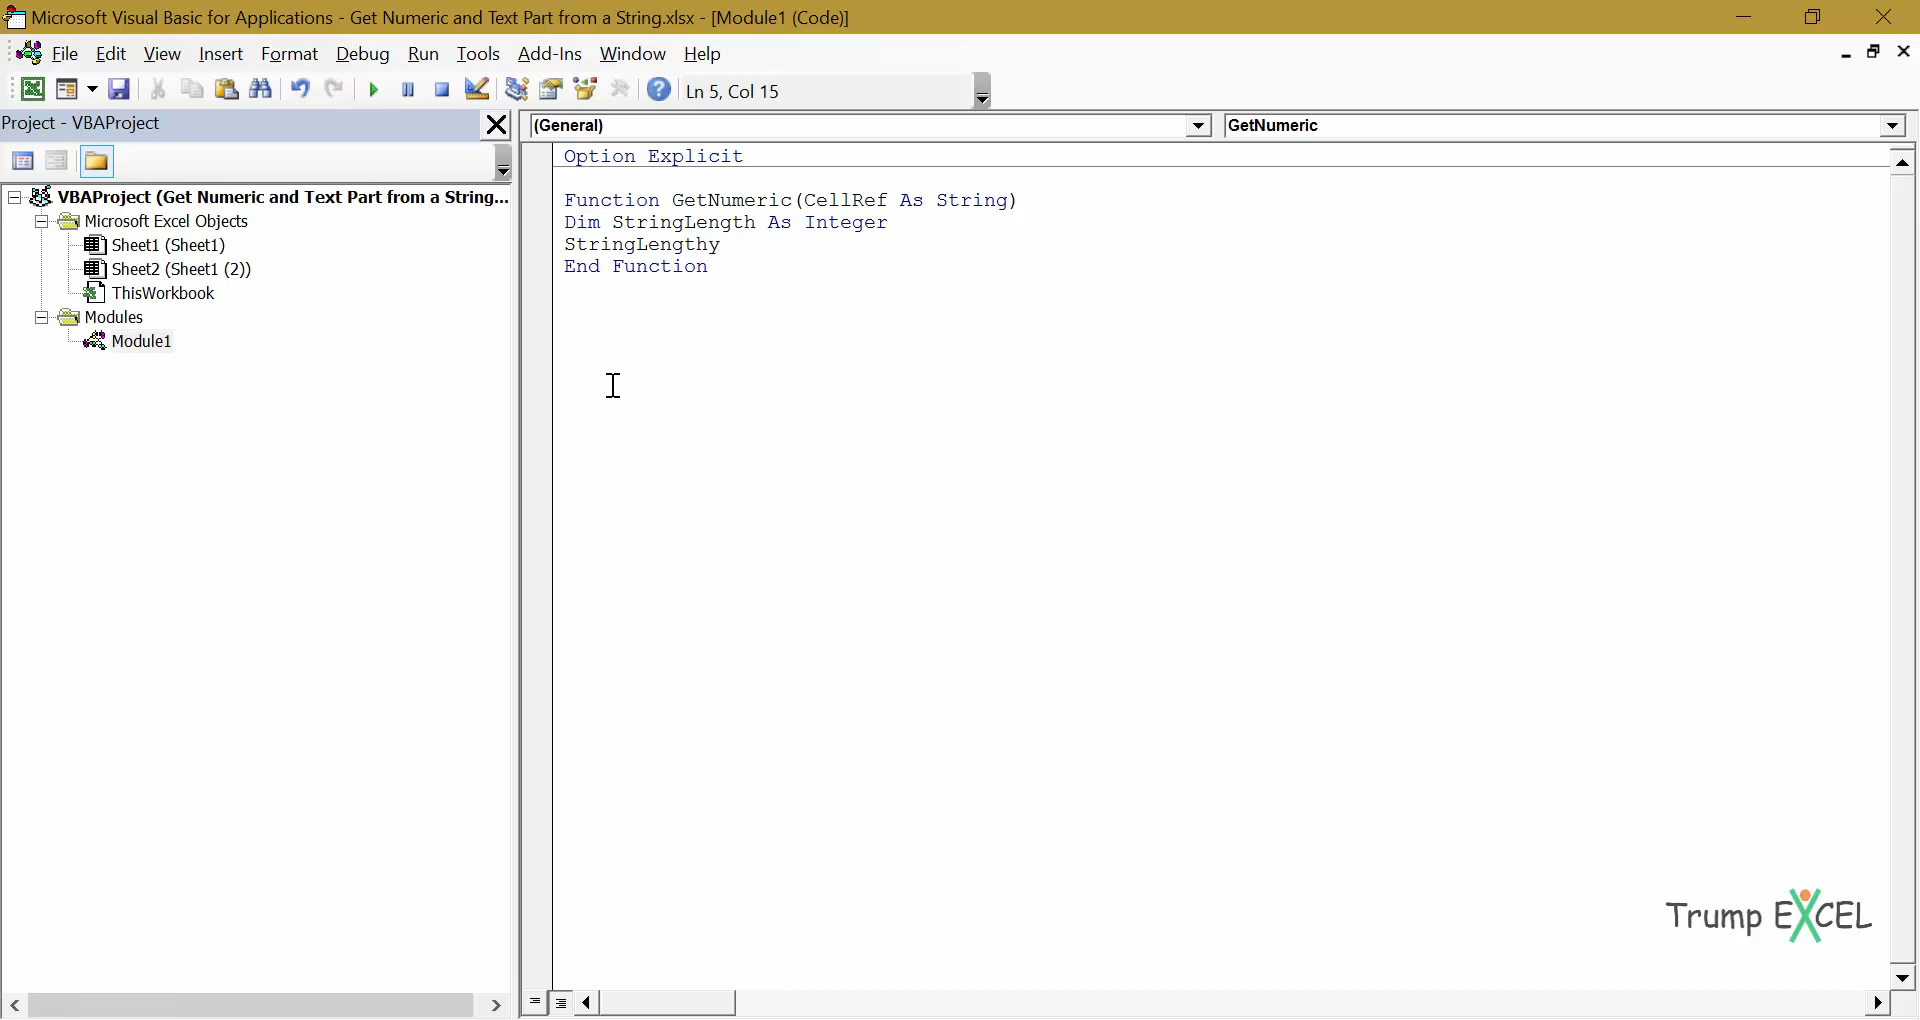 Microsoft Visual Basic for Applications - Get Numeric and Text Part from a String.xlsx - [Module1 (Code)]
File Edit View Insert Format Debug Run Tools Add-Ins Window Help
Ln 5, Col 15
Project - VBAProject
(General)
GetNumeric
VBAProject (Get Numeric and Text Part from a String...
Microsoft Excel Objects
Sheet1 (Sheet1)
Sheet2 (Sheet1 (2))
ThisWorkbook
Modules
Module1
Option Explicit
Function GetNumeric(CellRef As String)
Dim StringLength As Integer
StringLengthy
End Function
Trump EXCEL